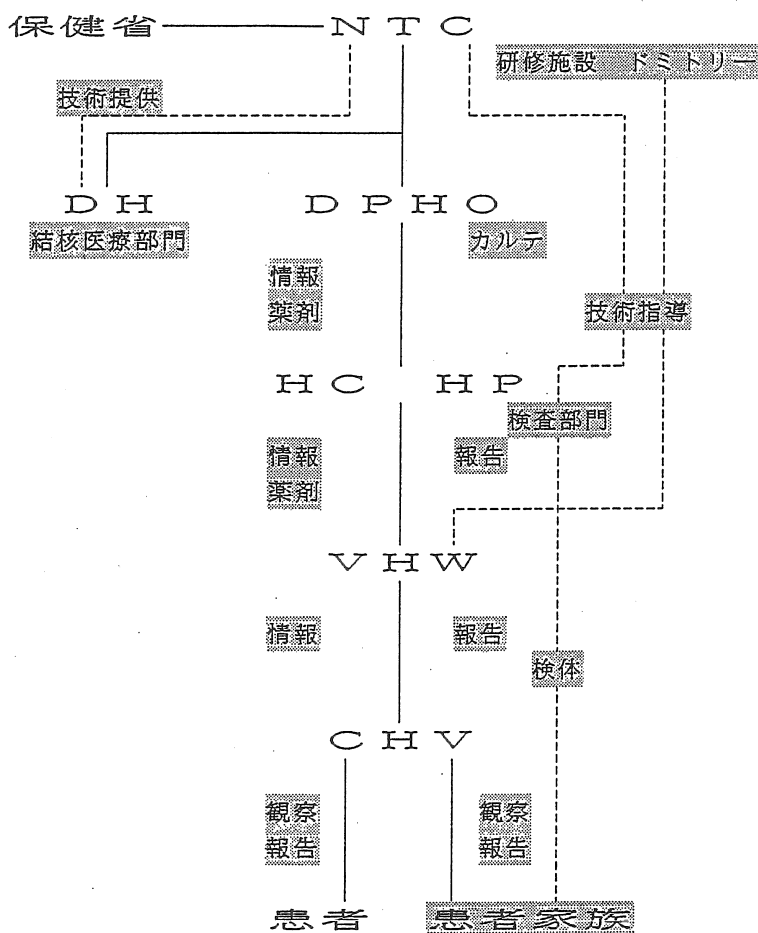 保健省 NTC
研修施設 ドミトリー
技術提供
DH DPHO
結核医療部門 カルテ
情報
薬剤
技術指導
HC HP
検査部門
情報 報告
薬剤
VHW
情報 報告
検体
CHV
観察 観察
報告 報告
患者 患者家族